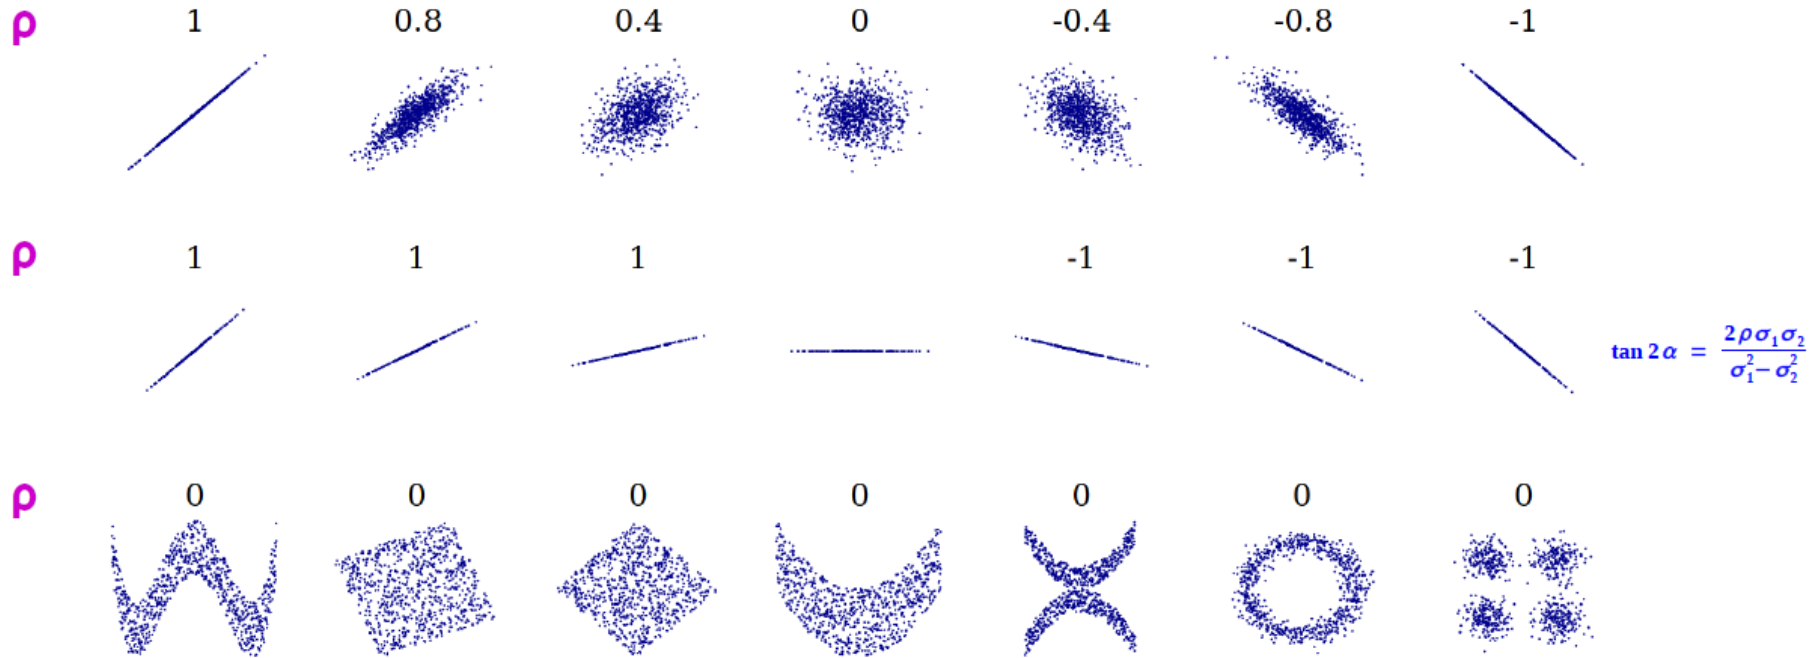 ρ 1 0.8 0.4 0 -0.4 -0.8 -1
ρ 1 1 1 -1 -1 -1
tan 2α = 2ρσ₁σ₂ / σ₁² − σ₂²
ρ 0 0 0 0 0 0 0